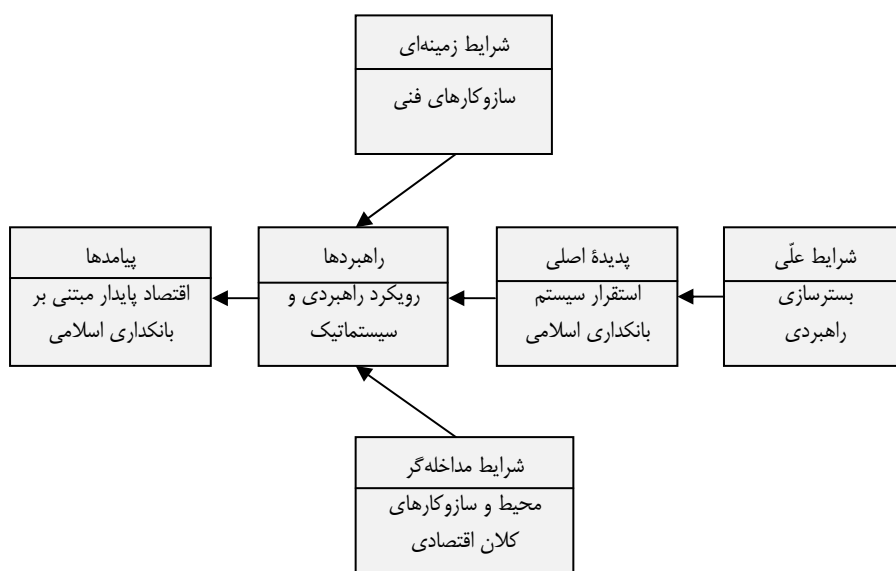 شرایط زمینه‌ای
سازوکارهای فنی
شرایط علّی
بسترسازی
راهبردی
پدیدۀ اصلی
استقرار سیستم
بانکداری اسلامی
راهبردها
رویکرد راهبردی و
سیستماتیک
پیامدها
اقتصاد پایدار مبتنی بر
بانکداری اسلامی
شرایط مداخله‌گر
محیط و سازوکارهای
کلان اقتصادی